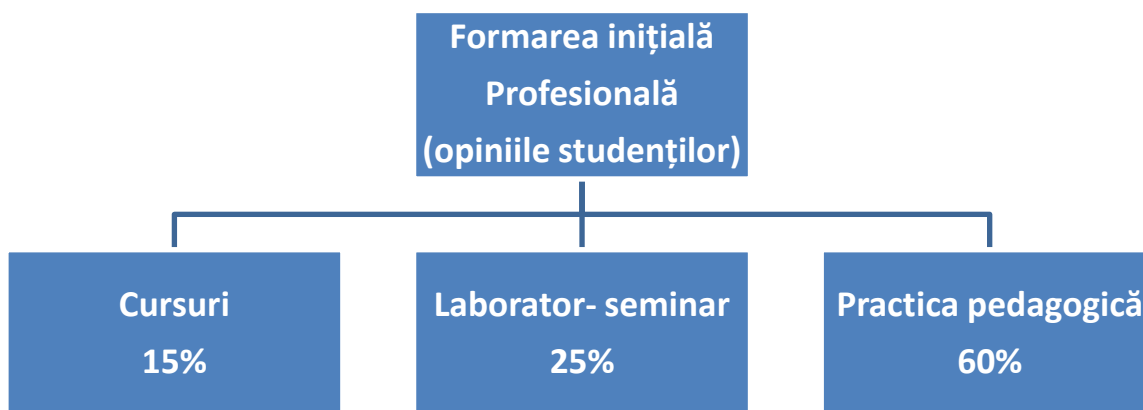 Formarea inițială
Profesională
(opiniile studenților)
Cursuri
15%
Laborator- seminar
25%
Practica pedagogică
60%